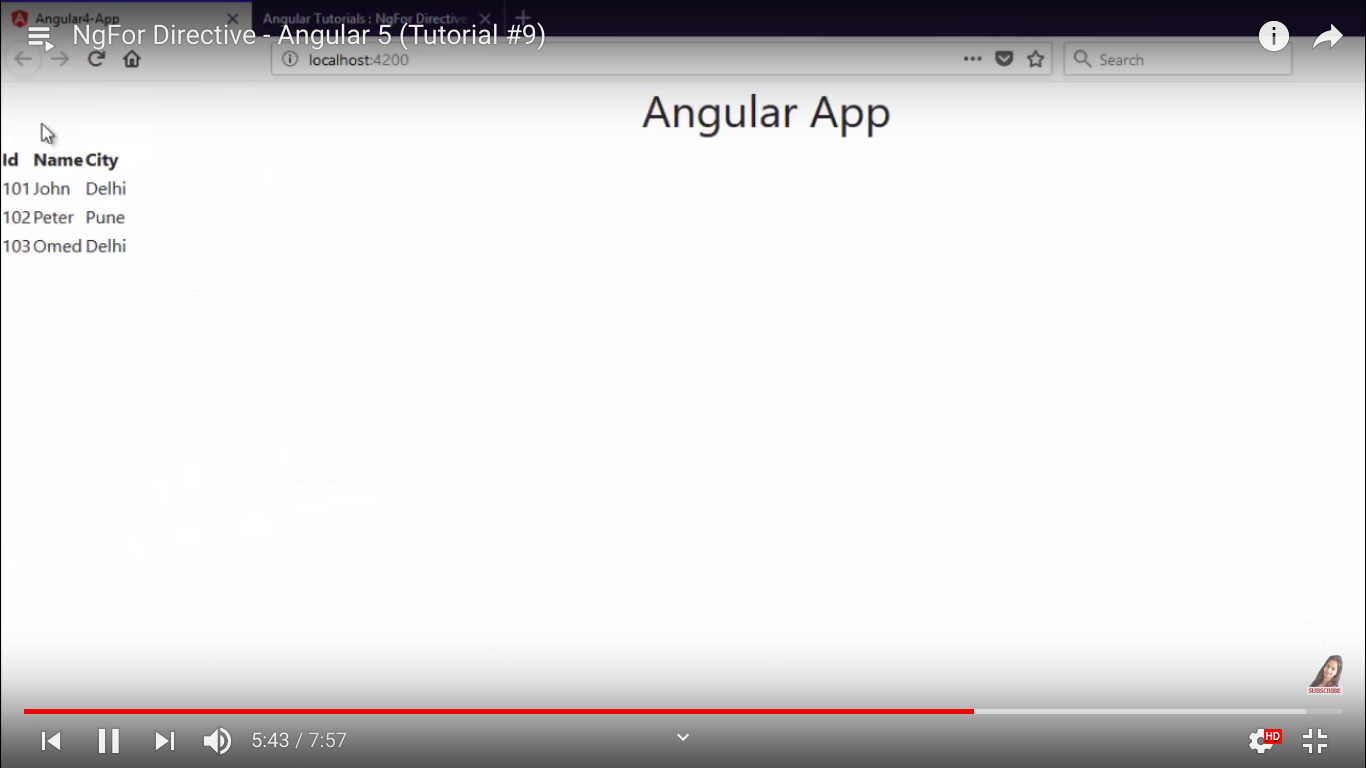 Angular4-App
Angular Tutorials : NgFor Directive
NgFor Directive - Angular 5 (Tutorial #9)
localhost:4200
Search
Angular App
Id Name City
101 John Delhi
102 Peter Pune
103 Omed Delhi
SUBSCRIBE
5:43 / 7:57
HD